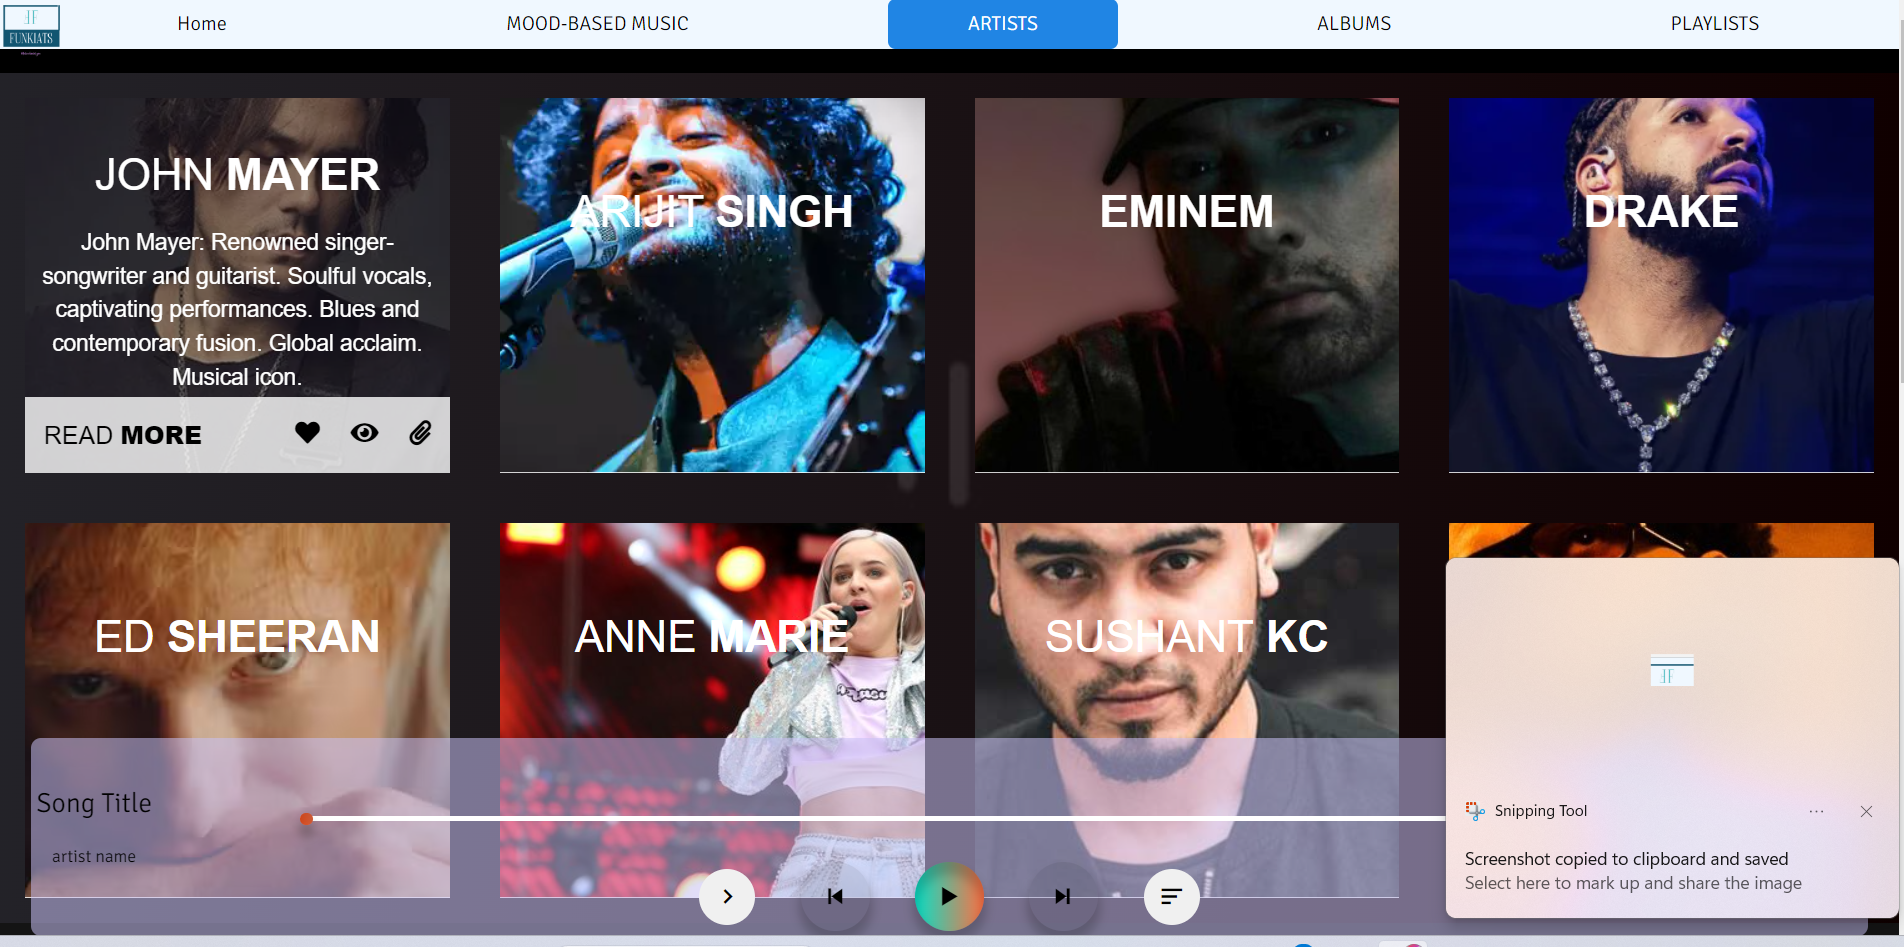 FUNKIATS
Home
MOOD-BASED MUSIC
ARTISTS
ALBUMS
PLAYLISTS
JOHN MAYER
John Mayer: Renowned singer-
songwriter and guitarist. Soulful vocals,
captivating performances. Blues and
contemporary fusion. Global acclaim.
Musical icon.
READ MORE
ARIJIT SINGH
EMINEM
DRAKE
ED SHEERAN
ANNE MARIE
SUSHANT KC
Song Title
artist name
Snipping Tool
Screenshot copied to clipboard and saved
Select here to mark up and share the image